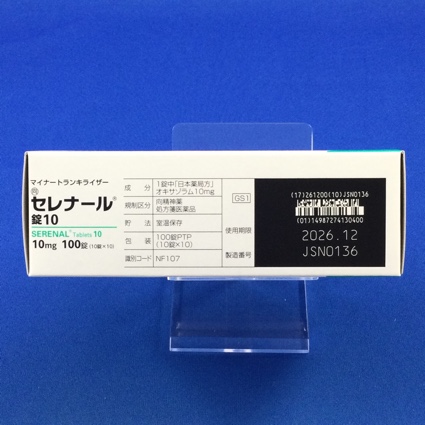 マイナートランキライザー
向
セレナール®
錠10
SERENAL® Tablets 10
10mg 100錠 (10錠×10)
成分 1錠中「日本薬局方」
オキサゾラム10mg
規制区分 向精神薬
処方箋医薬品
貯法 室温保存
包装 100錠PTP
(10錠×10)
識別コード NF107
GS1
使用期限
製造番号
(17)261200(10)JSN0136
(01)14987274130400
2026.12
JSN0136